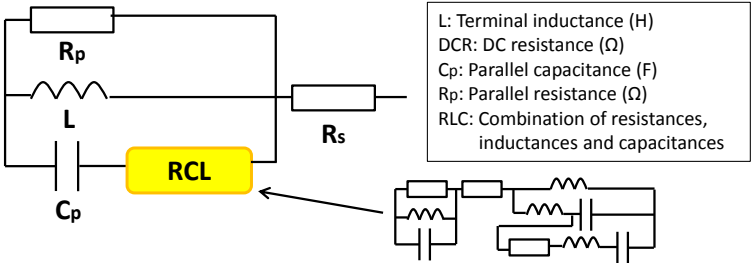 Rp
L
Cp
RCL
Rs
L: Terminal inductance (H)
DCR: DC resistance (Ω)
Cp: Parallel capacitance (F)
Rp: Parallel resistance (Ω)
RLC: Combination of resistances,
inductances and capacitances